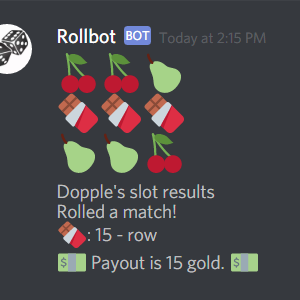 Rollbot BOT Today at 2:15 PM
Dopple's slot results
Rolled a match!
: 15 - row
Payout is 15 gold.